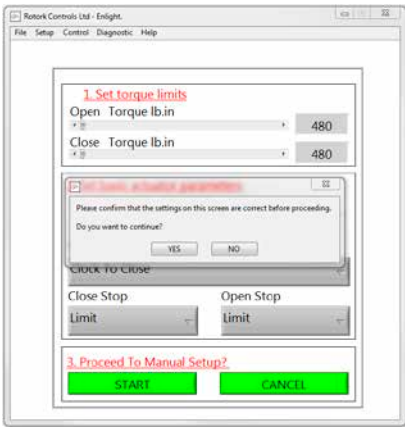 Rotork Controls Ltd - Enlight.
File Setup Control Diagnostic Help
1. Set torque limits
Open Torque lb.in
480
Close Torque lb.in
480
Please confirm that the settings on this screen are correct before proceeding.
Do you want to continue?
YES NO
Clock To Close
Close Stop Open Stop
Limit Limit
3. Proceed To Manual Setup?
START CANCEL